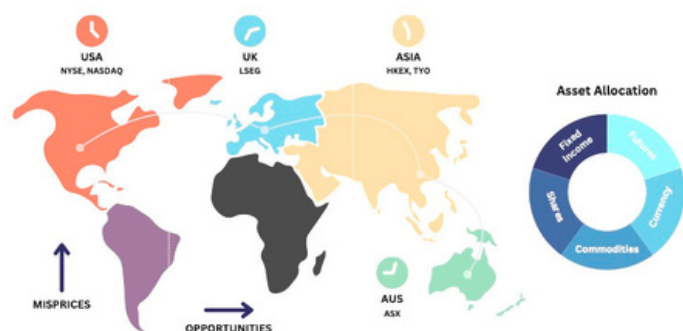 USA
NYSE, NASDAQ
UK
LSEG
ASIA
HKEX, TYO
Asset Allocation
Fixed
Income
Futures
Shares
Currency
Commodities
MISPRICES
OPPORTUNITIES
AUS
ASX